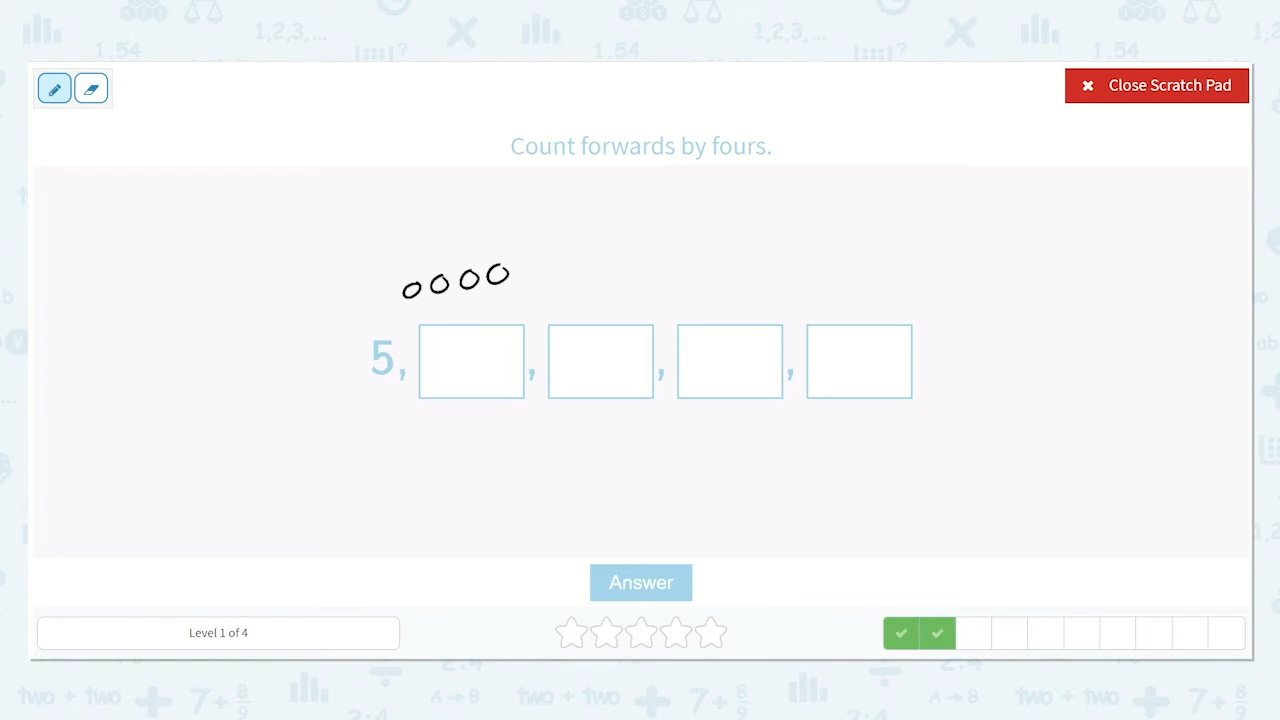 Close Scratch Pad
Count forwards by fours.
5, , , ,
Answer
Level 1 of 4